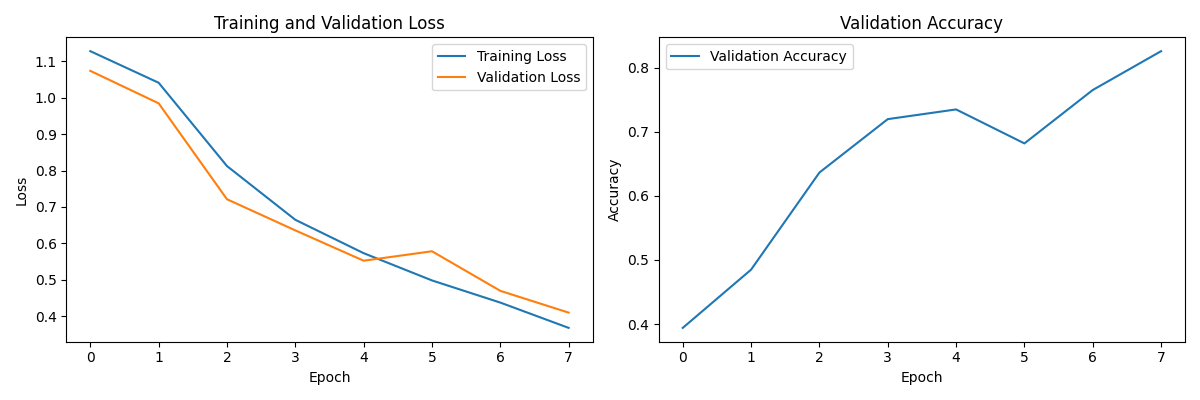 Training and Validation Loss
Training Loss
Validation Loss
Loss
1.1
1.0
0.9
0.8
0.7
0.6
0.5
0.4
0 1 2 3 4 5 6 7
Epoch
Validation Accuracy
Validation Accuracy
Accuracy
0.8
0.7
0.6
0.5
0.4
0 1 2 3 4 5 6 7
Epoch